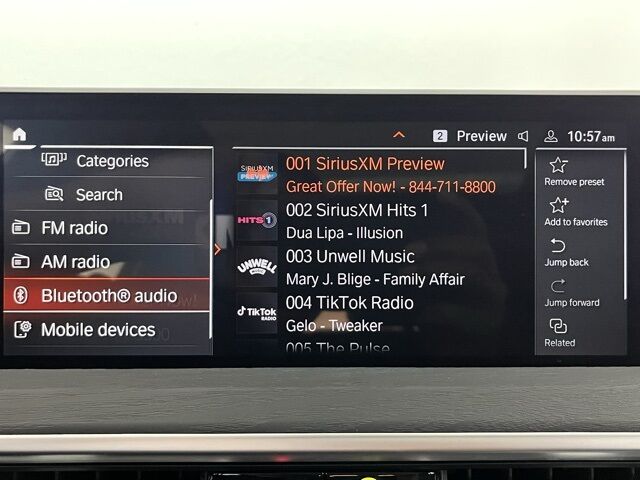 2 Preview 10:57am
Categories
Search
FM radio
AM radio
Bluetooth® audio
Mobile devices
SIRIUSXM
PREVIEW
001 SiriusXM Preview
Great Offer Now! - 844-711-8800
HITS 1
002 SiriusXM Hits 1
Dua Lipa - Illusion
UNWELL
MUSIC
003 Unwell Music
Mary J. Blige - Family Affair
TikTok
RADIO
004 TikTok Radio
Gelo - Tweaker
005 The Pulse
Remove preset
Add to favorites
Jump back
Jump forward
Related